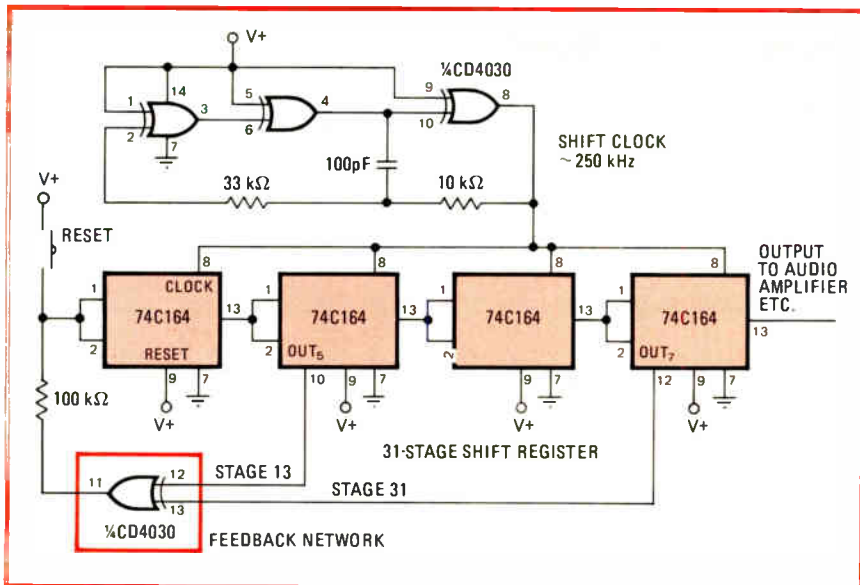 V+
¼CD4030
1
2
14
3
7
5
6
4
9
10
8
SHIFT CLOCK
~ 250 kHz
100pF
33 kΩ
10 kΩ
V+
RESET
OUTPUT
TO AUDIO
AMPLIFIER
ETC.
8
8
8
8
CLOCK
1
74C164
2
RESET
13
1
74C164
2
OUT5
13
1
74C164
2
13
1
74C164
2
OUT7
13
9
7
10
9
7
9
7
12
9
7
V+
V+
V+
V+
100 kΩ
31-STAGE SHIFT REGISTER
STAGE 13
STAGE 31
11
12
13
¼CD4030
FEEDBACK NETWORK